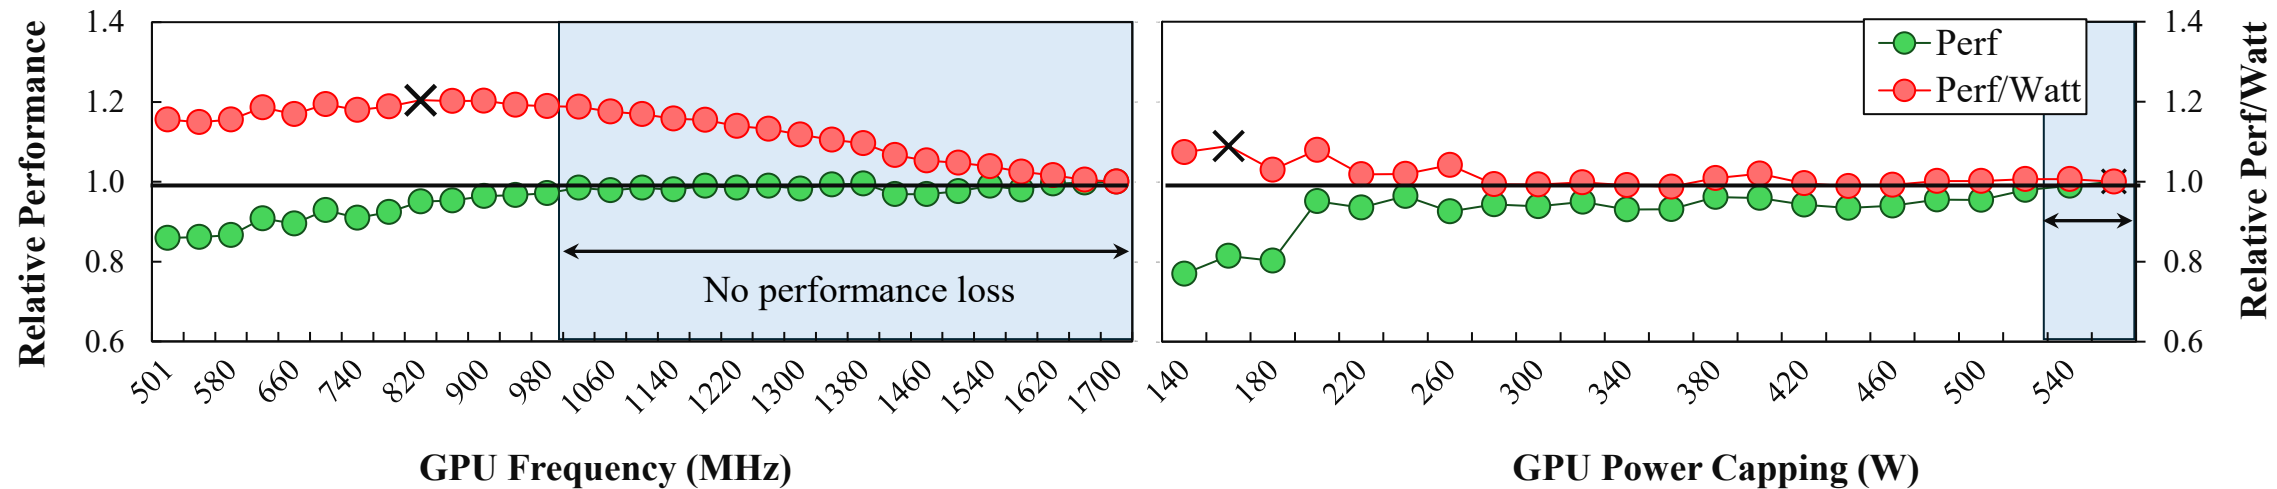 Relative Performance
1.4
1.2
1.0
0.8
0.6
No performance loss
501 580 660 740 820 900 980 1060 1140 1220 1300 1380 1460 1540 1620 1700
GPU Frequency (MHz)
Perf
Perf/Watt
140 180 220 260 300 340 380 420 460 500 540
GPU Power Capping (W)
1.4
1.2
1.0
0.8
0.6
Relative Perf/Watt